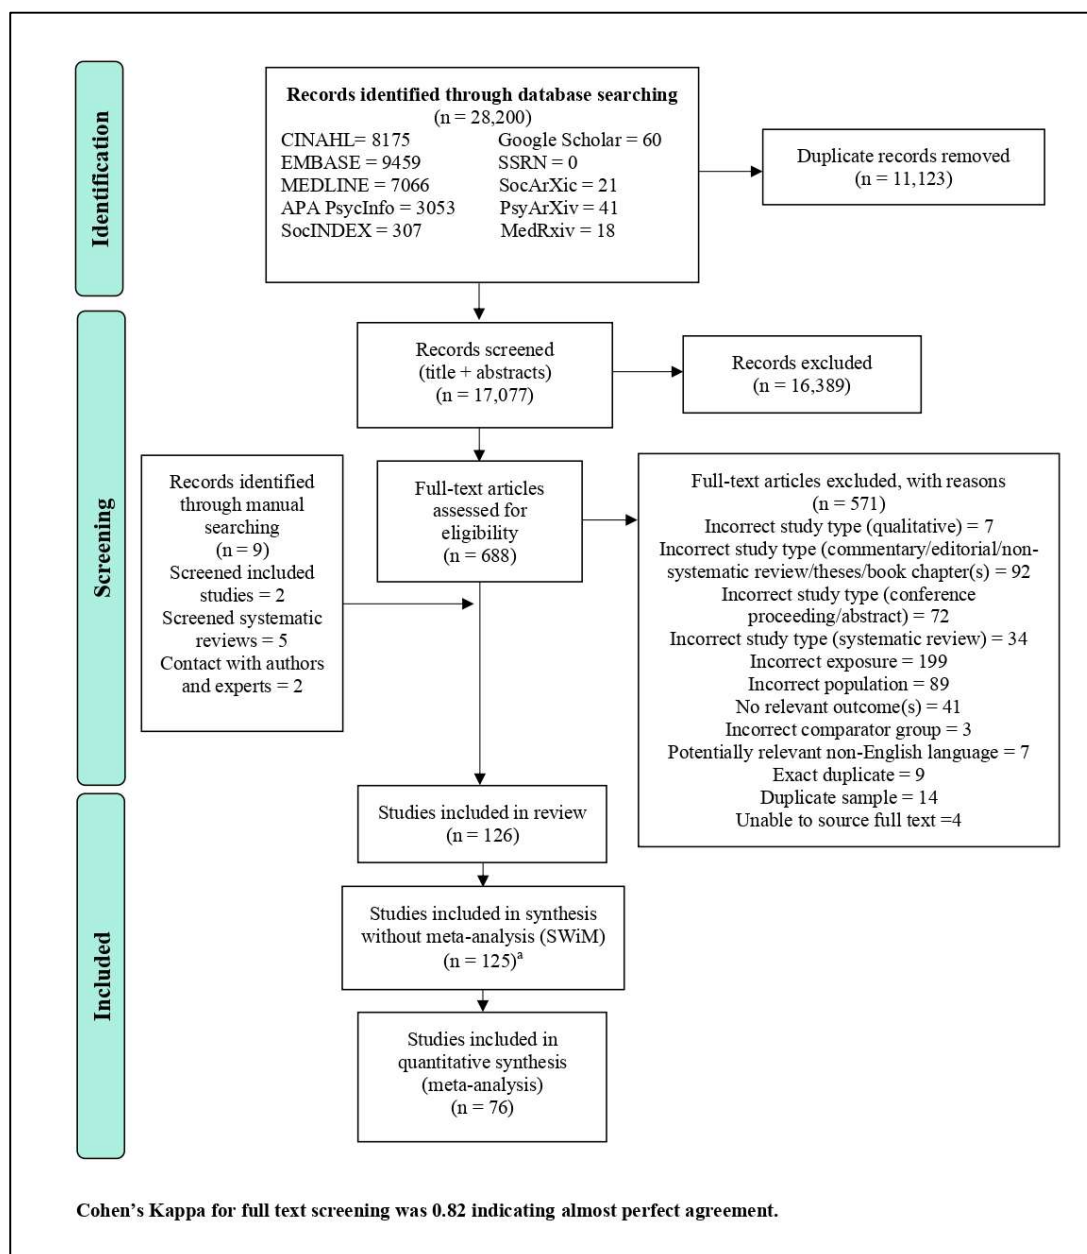 Identification
Records identified through database searching
(n = 28,200)
CINAHL= 8175
EMBASE = 9459
MEDLINE = 7066
APA PsycInfo = 3053
SocINDEX = 307
Google Scholar = 60
SSRN = 0
SocArXic = 21
PsyArXiv = 41
MedRxiv = 18
Duplicate records removed
(n = 11,123)
Screening
Records screened
(title + abstracts)
(n = 17,077)
Records excluded
(n = 16,389)
Records identified
through manual
searching
(n = 9)
Screened included
studies = 2
Screened systematic
reviews = 5
Contact with authors
and experts = 2
Full-text articles
assessed for
eligibility
(n = 688)
Full-text articles excluded, with reasons
(n = 571)
Incorrect study type (qualitative) = 7
Incorrect study type (commentary/editorial/non-
systematic review/theses/book chapter(s) = 92
Incorrect study type (conference
proceeding/abstract) = 72
Incorrect study type (systematic review) = 34
Incorrect exposure = 199
Incorrect population = 89
No relevant outcome(s) = 41
Incorrect comparator group = 3
Potentially relevant non-English language = 7
Exact duplicate = 9
Duplicate sample = 14
Unable to source full text =4
Included
Studies included in review
(n = 126)
Studies included in synthesis
without meta-analysis (SWiM)
(n = 125)ᵃ
Studies included in
quantitative synthesis
(meta-analysis)
(n = 76)
Cohen’s Kappa for full text screening was 0.82 indicating almost perfect agreement.